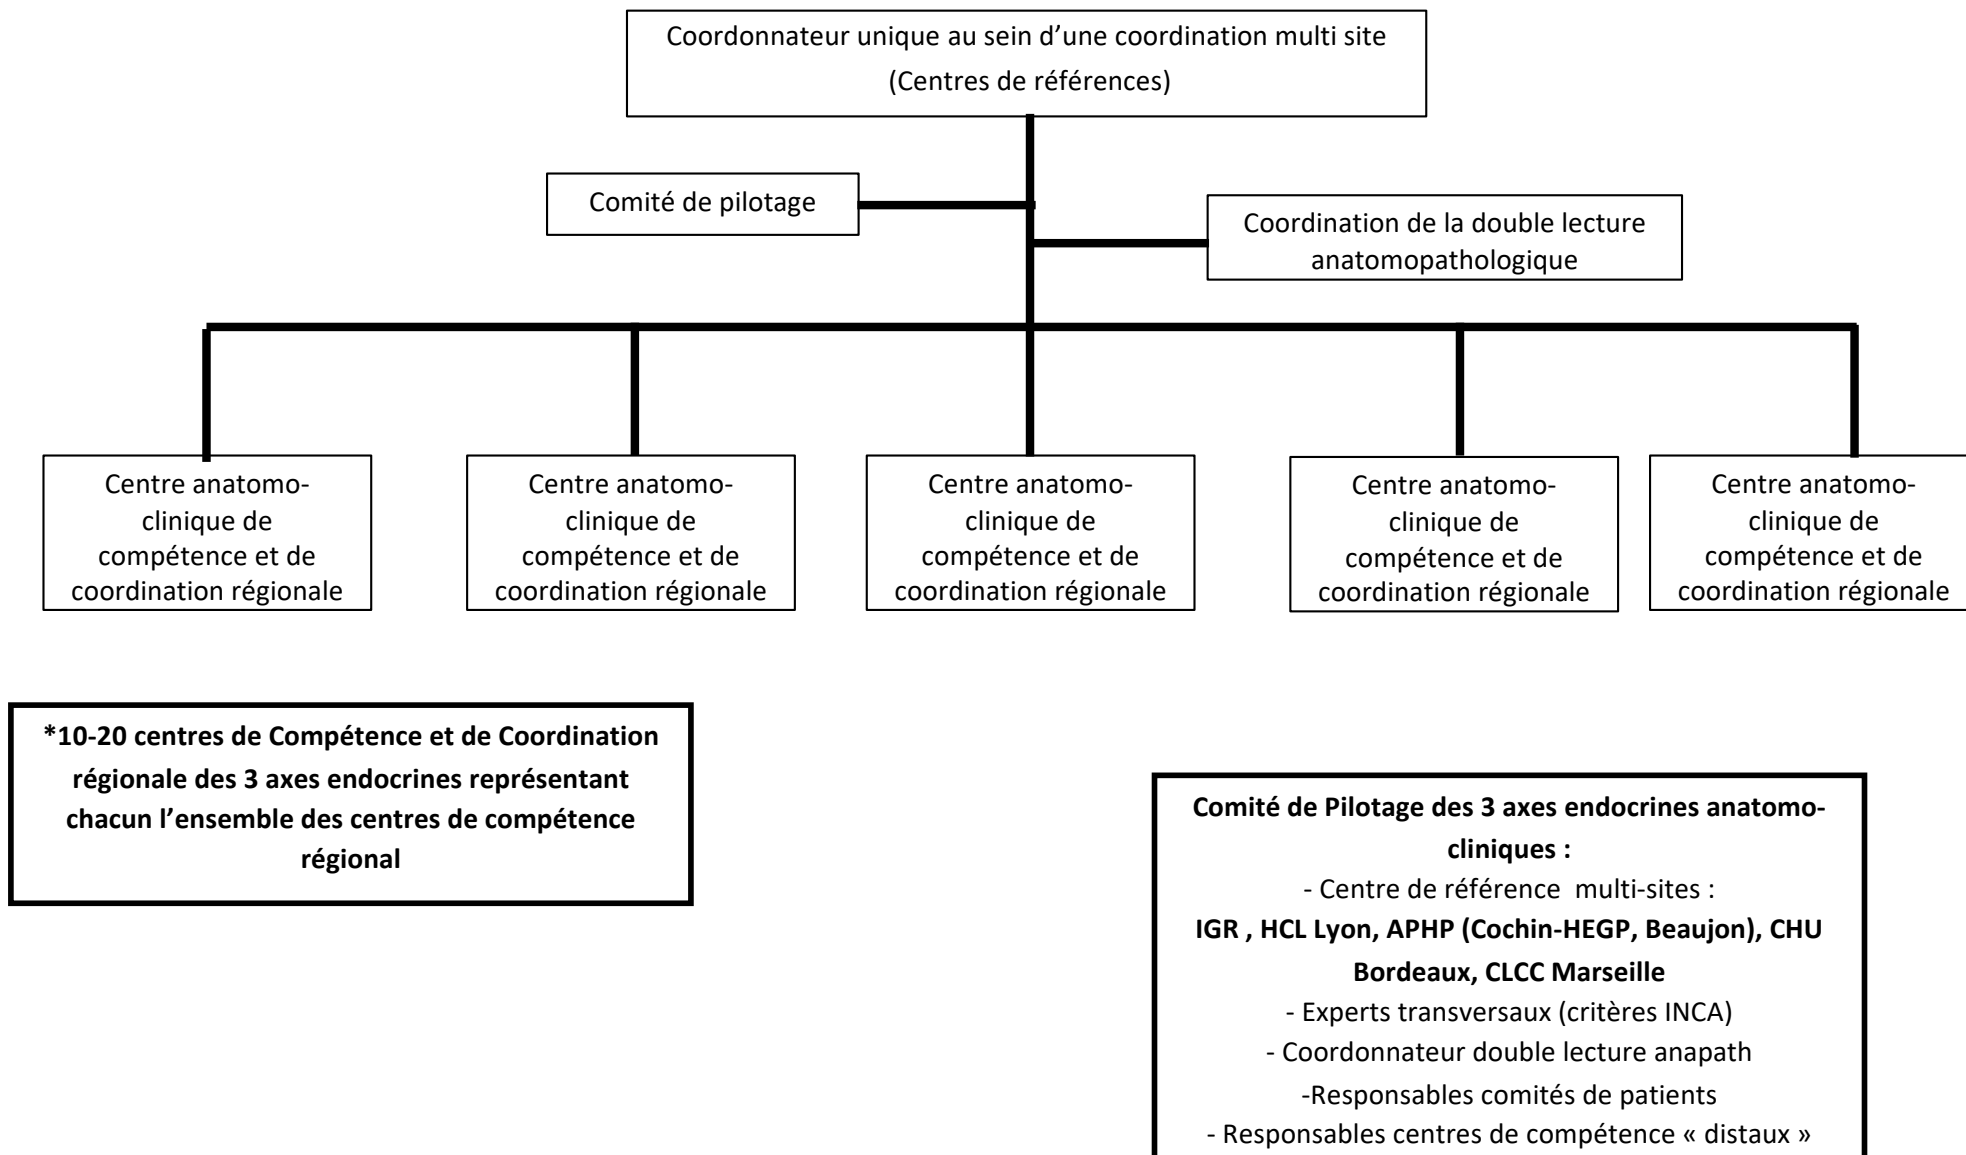 Coordonnateur unique au sein d’une coordination multi site
(Centres de références)
Comité de pilotage
Coordination de la double lecture
anatomopathologique
Centre anatomo-
clinique de
compétence et de
coordination régionale
Centre anatomo-
clinique de
compétence et de
coordination régionale
Centre anatomo-
clinique de
compétence et de
coordination régionale
Centre anatomo-
clinique de
compétence et de
coordination régionale
Centre anatomo-
clinique de
compétence et de
coordination régionale
*10-20 centres de Compétence et de Coordination
régionale des 3 axes endocrines représentant
chacun l’ensemble des centres de compétence
régional
Comité de Pilotage des 3 axes endocrines anatomo-
cliniques :
- Centre de référence  multi-sites :
IGR , HCL Lyon, APHP (Cochin-HEGP, Beaujon), CHU
Bordeaux, CLCC Marseille
- Experts transversaux (critères INCA)
- Coordonnateur double lecture anapath
-Responsables comités de patients
- Responsables centres de compétence « distaux »